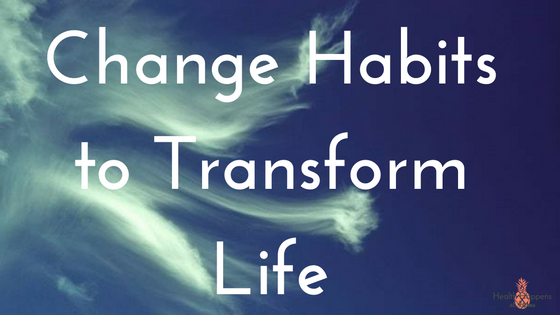 Change Habits
to Transform
Life